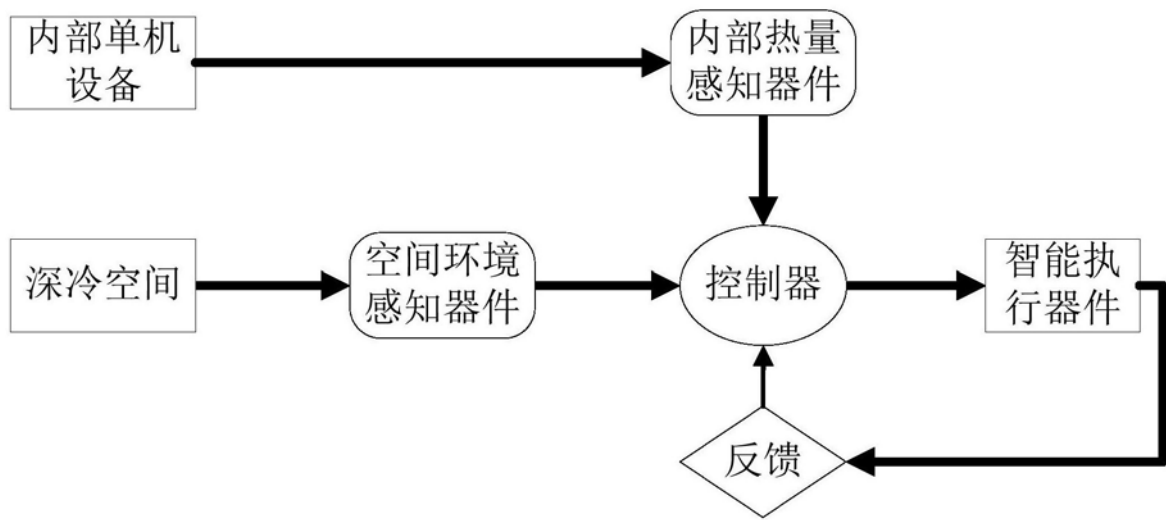 内部单机
设备
内部热量
感知器件
深冷空间
空间环境
感知器件
控制器
智能执
行器件
反馈